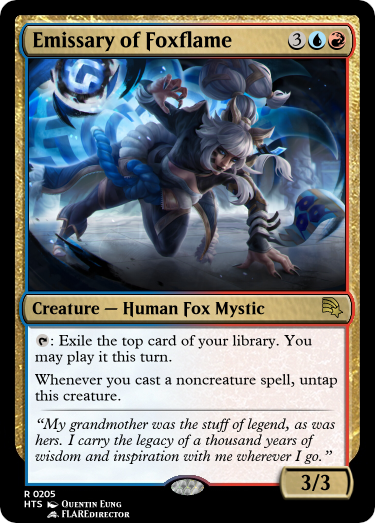 Emissary of Foxflame 3
Creature — Human Fox Mystic
: Exile the top card of your library. You
may play it this turn.
Whenever you cast a noncreature spell, untap
this creature.
“My grandmother was the stuff of legend, as was
hers. I carry the legacy of a thousand years of
wisdom and inspiration with me wherever I go.”
3/3
R 0205
HTS Quentin Eung
FLAREdirector